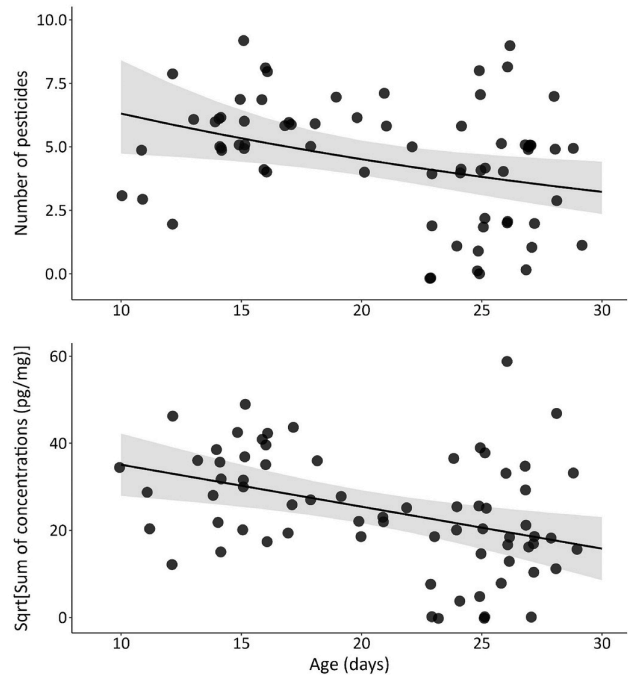 Number of pesticides
10.0
7.5
5.0
2.5
0.0
10 15 20 25 30
Sqrt[Sum of concentrations (pg/mg)]
60
40
20
0
10 15 20 25 30
Age (days)